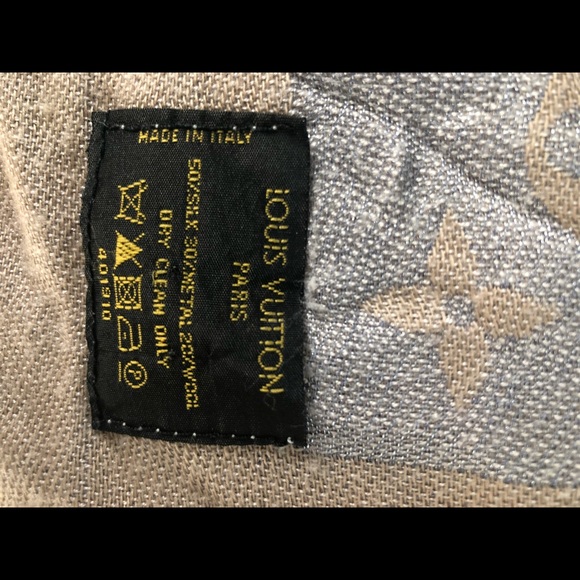 LOUIS VUITTON
PARIS
50%SILK 30%METAL 20%WOOL
DRY CLEAN ONLY
P
401910
MADE IN ITALY